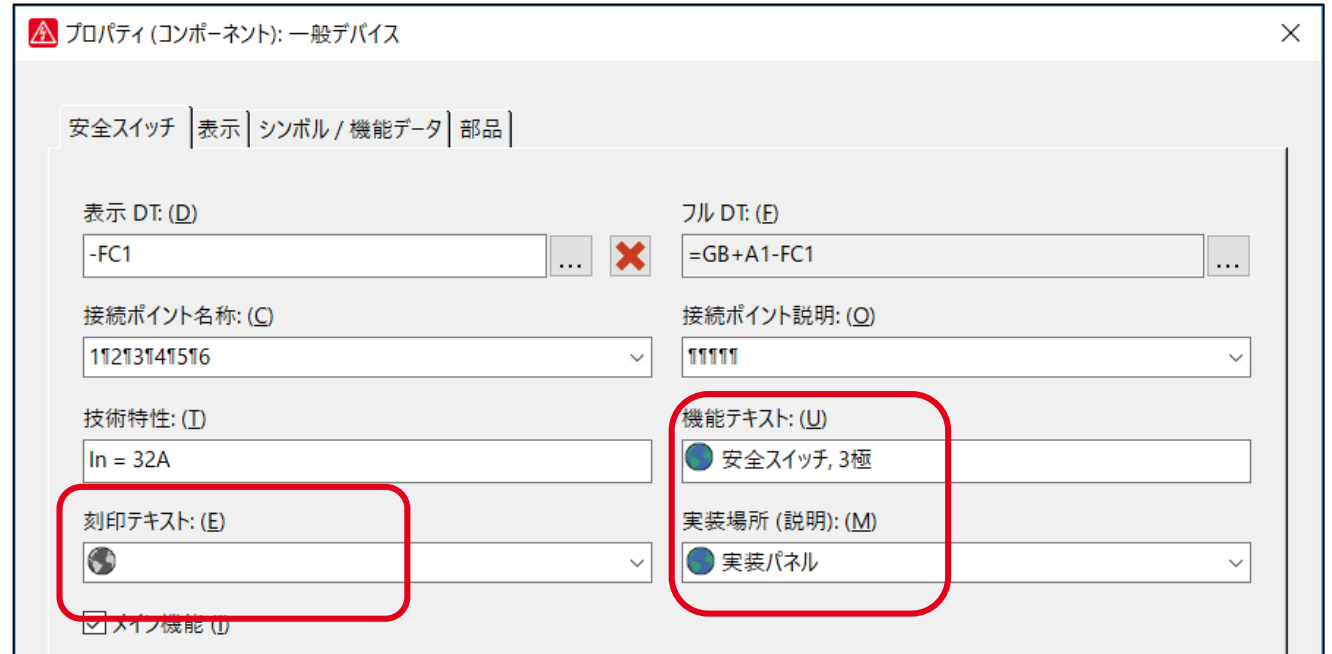 プロパティ (コンポーネント): 一般デバイス
安全スイッチ 表示 シンボル / 機能データ 部品
表示 DT: (D) フル DT: (F)
-FC1 ... =GB+A1-FC1 ...
接続ポイント名称: (C) 接続ポイント説明: (O)
1¶2¶3¶4¶5¶6 ¶¶¶¶¶
技術特性: (T) 機能テキスト: (U)
In = 32A 安全スイッチ, 3極
刻印テキスト: (E) 実装場所 (説明): (M)
実装パネル
メイン機能 (I)